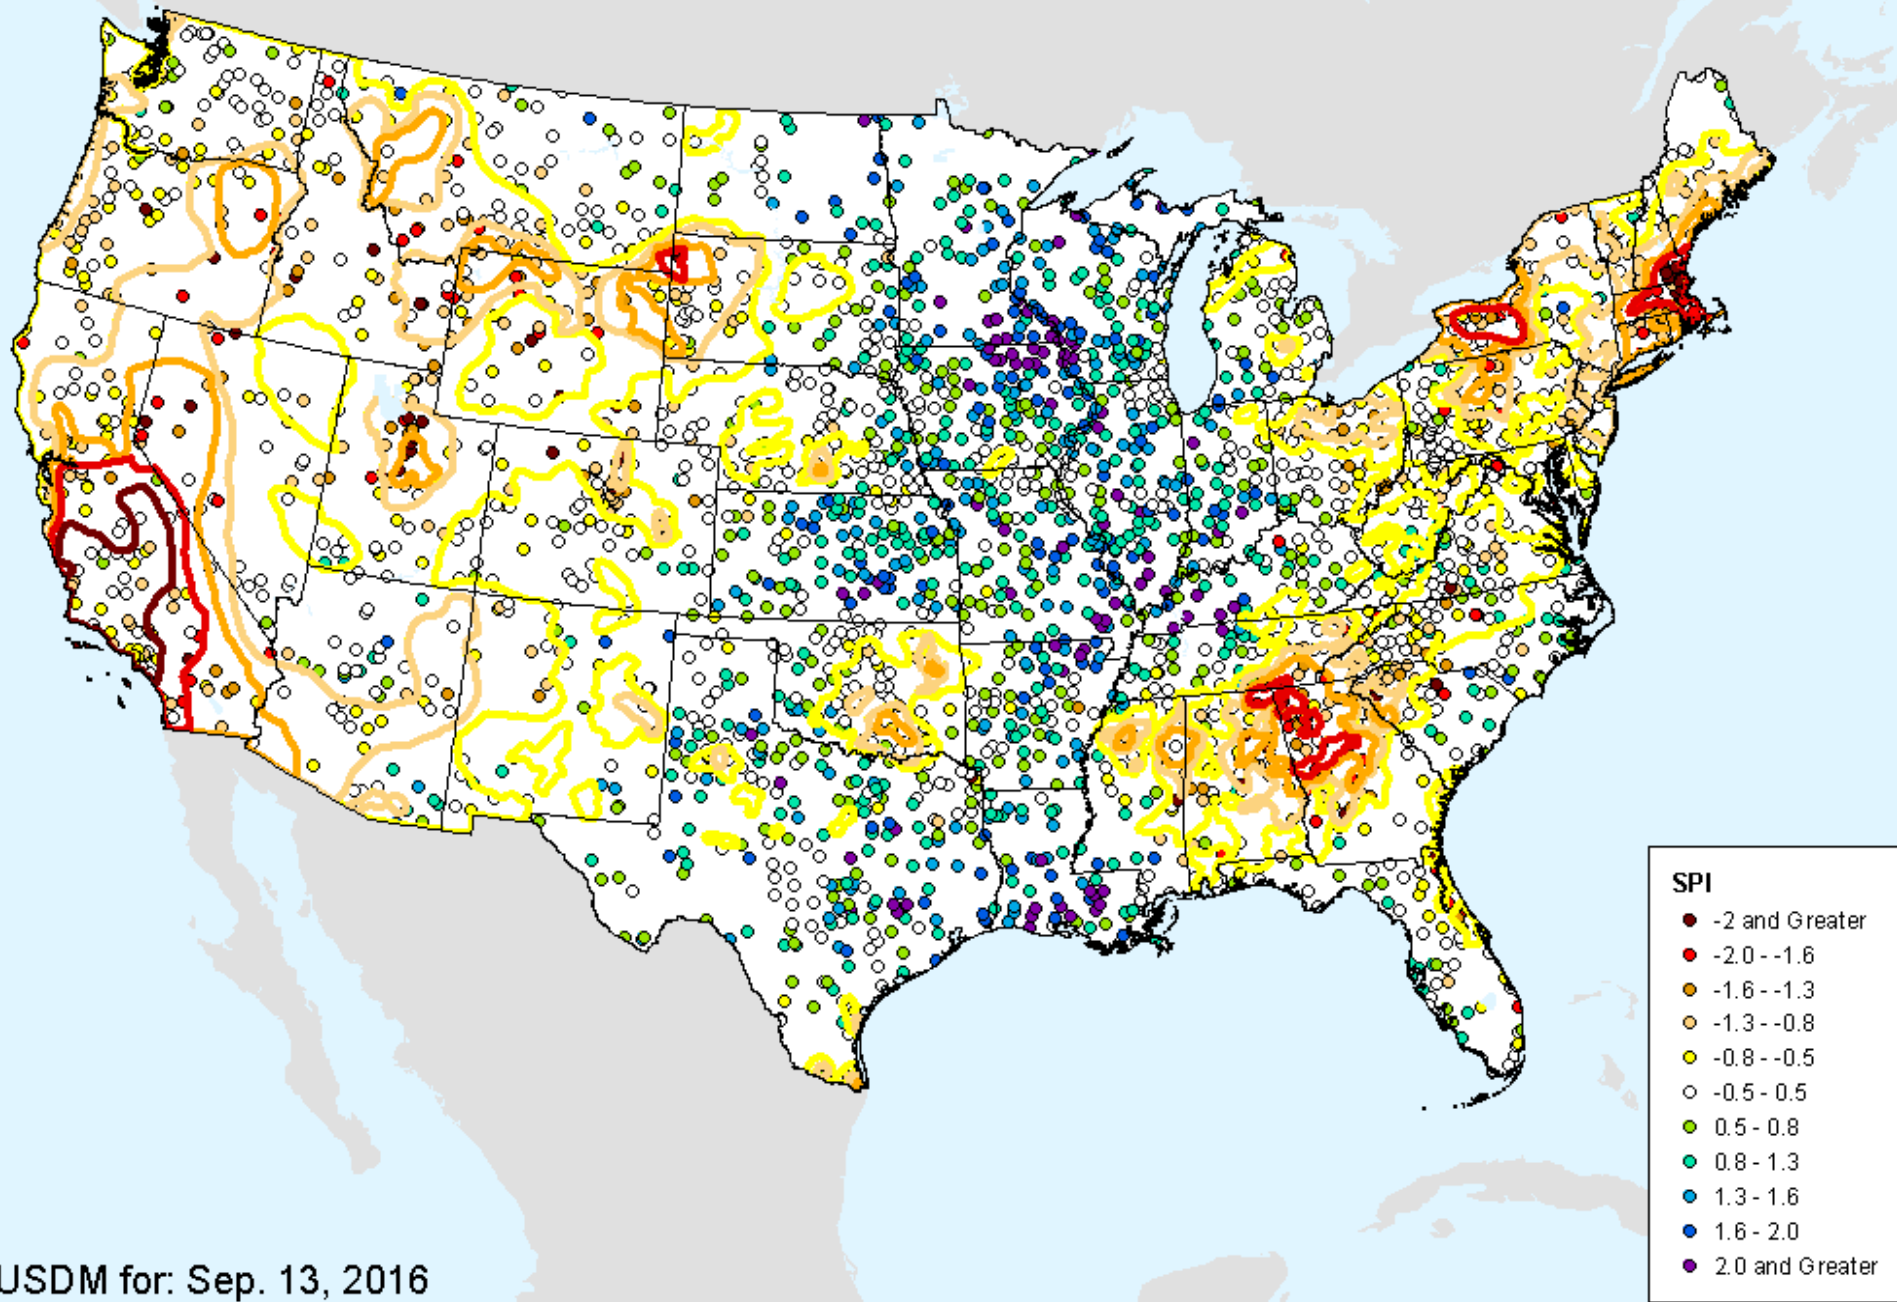 SPI
-2 and Greater
-2.0 - -1.6
-1.6 - -1.3
-1.3 - -0.8
-0.8 - -0.5
-0.5 - 0.5
0.5 - 0.8
0.8 - 1.3
1.3 - 1.6
1.6 - 2.0
2.0 and Greater
USDM for: Sep. 13, 2016